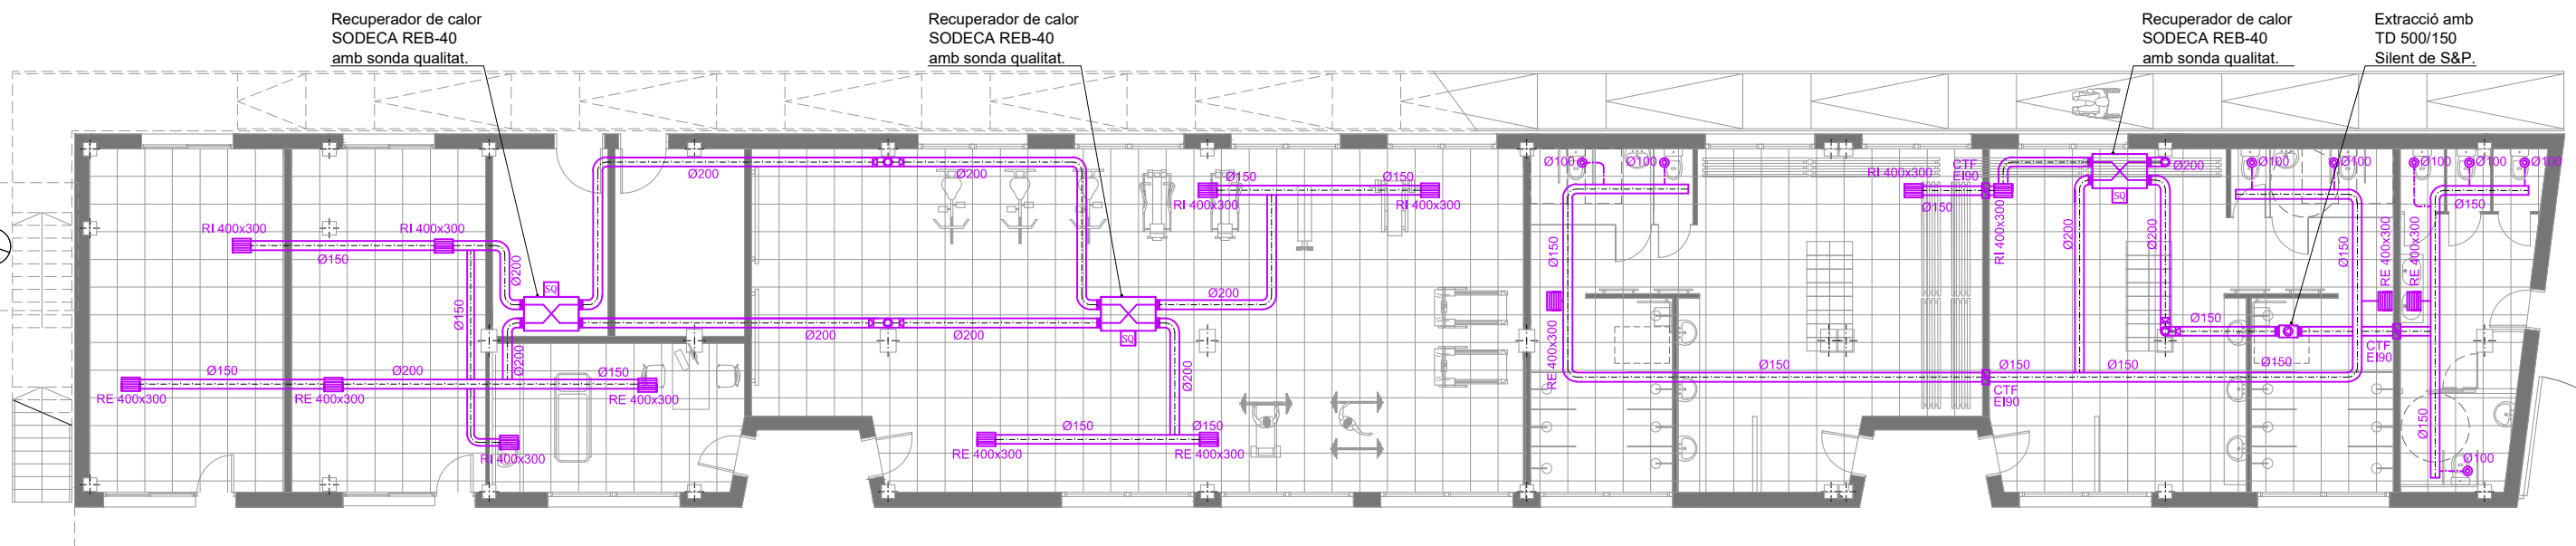 Recuperador de calor
SODECA REB-40
amb sonda qualitat.
Recuperador de calor
SODECA REB-40
amb sonda qualitat.
Recuperador de calor
SODECA REB-40
amb sonda qualitat.
Extracció amb
TD 500/150
Silent de S&P.
Ø200
Ø200
Ø150
Ø150
RI 400x300
RI 400x300
Ø100
Ø100
RI 400x300
Ø150
CTF
EI90
RI 400x300
Ø200
SQ
Ø100
Ø100
Ø100
Ø100
Ø100
Ø150
RI 400x300
RI 400x300
Ø150
Ø200
SQ
Ø150
Ø200
Ø200
Ø200
Ø200
SQ
Ø200
Ø150
RE 400x300
Ø200
Ø200
Ø150
RE 400x300
RE 400x300
Ø150
Ø150
CTF
EI90
Ø150
Ø200
Ø150
RE 400x300
RE 400x300
RE 400x300
RI 400x300
Ø150
Ø150
RE 400x300
RE 400x300
Ø150
Ø150
Ø150
CTF
EI90
Ø150
Ø100